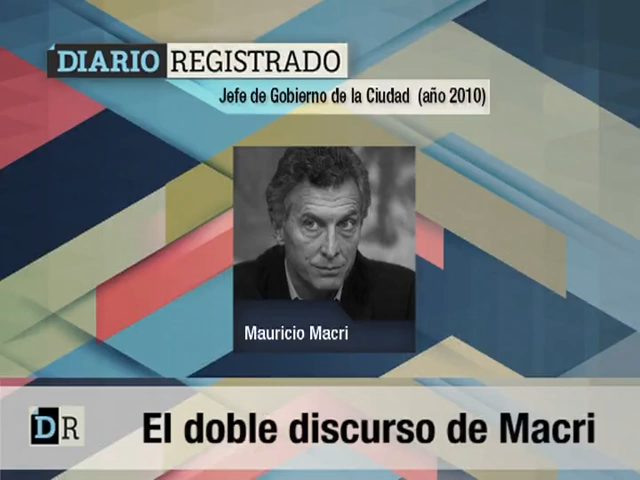 DIARIO REGISTRADO
Jefe de Gobierno de la Ciudad (año 2010)
Mauricio Macri
DR El doble discurso de Macri